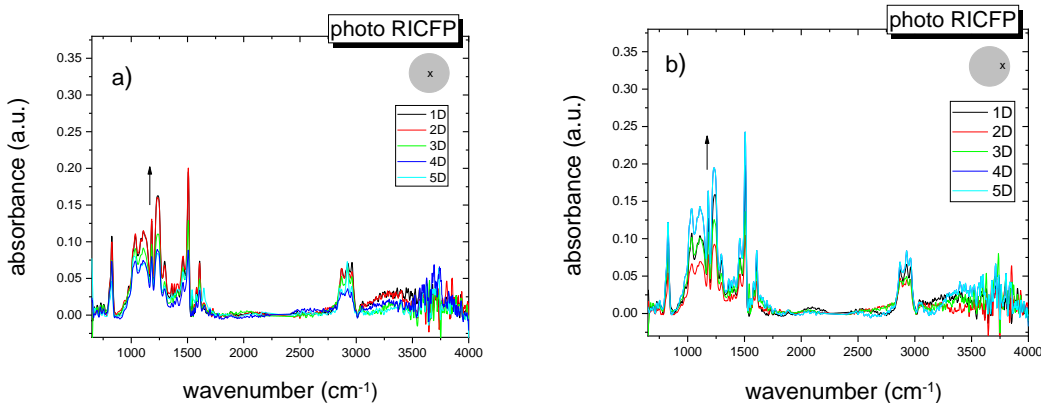 photo RICFP
a)
x
1D
2D
3D
4D
5D
0.35
0.30
0.25
0.20
0.15
0.10
0.05
0.00
absorbance (a.u.)
1000 1500 2000 2500 3000 3500 4000
wavenumber (cm⁻¹)
photo RICFP
b)
x
1D
2D
3D
4D
5D
0.35
0.30
0.25
0.20
0.15
0.10
0.05
0.00
absorbance (a.u.)
1000 1500 2000 2500 3000 3500 4000
wavenumber (cm⁻¹)